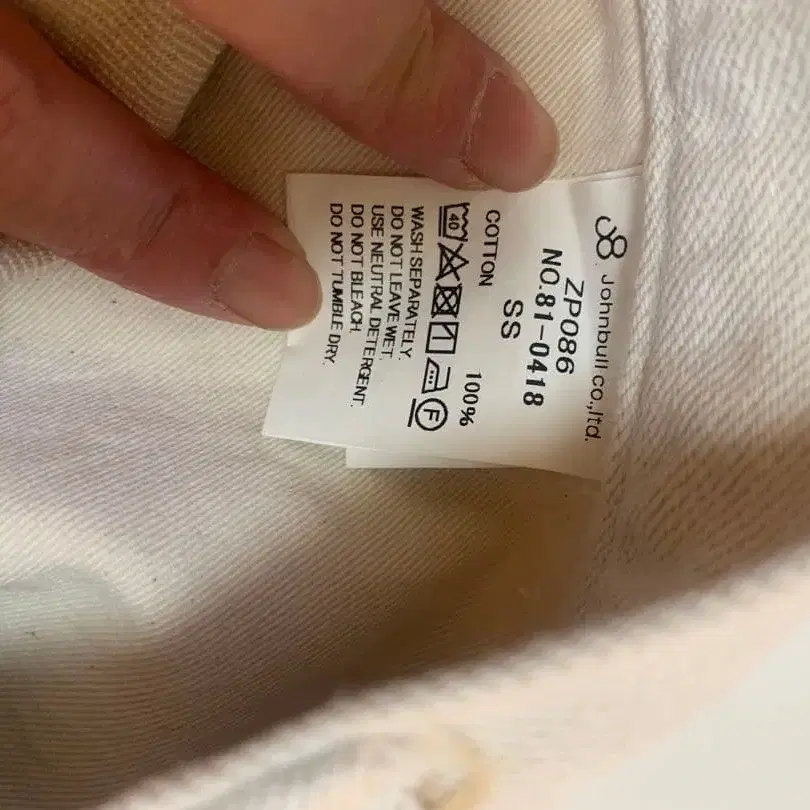 Johnbull co.,ltd.
ZP086
NO.81-0418
SS
COTTON 100%
40
F
WASH SEPARATELY.
DO NOT LEAVE WET.
USE NEUTRAL DETERGENT.
DO NOT BLEACH.
DO NOT TUMBLE DRY.